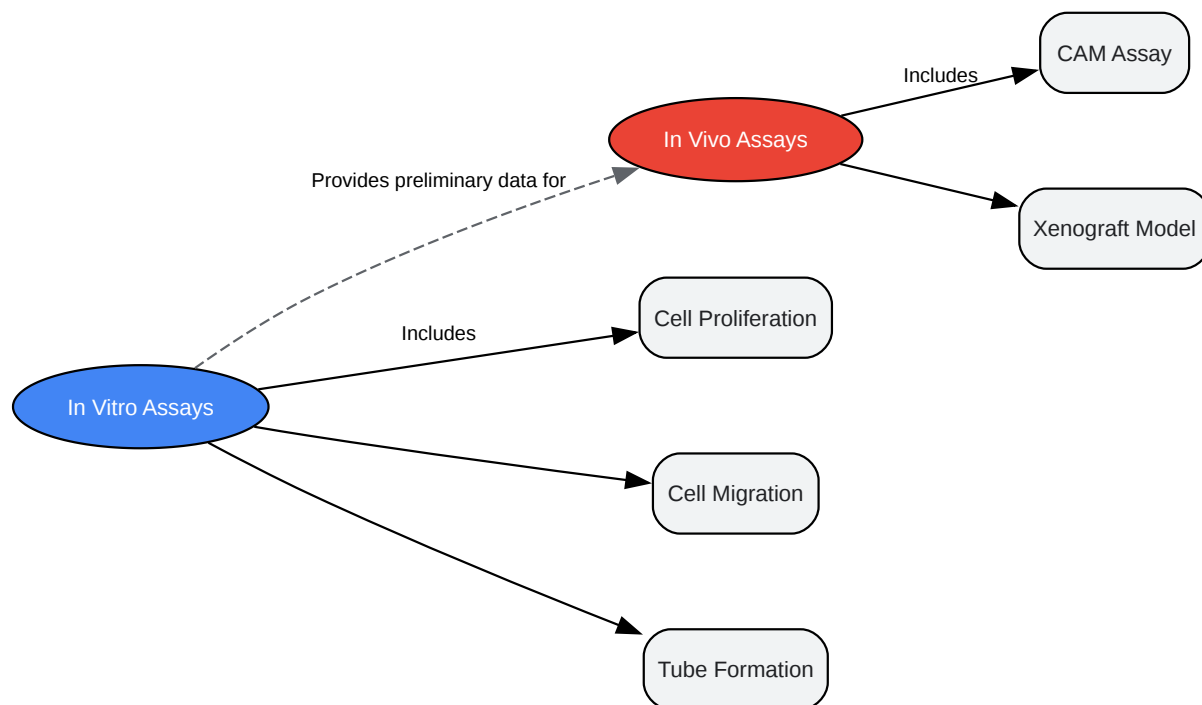 CAM Assay
Includes
In Vivo Assays
Provides preliminary data for
Xenograft Model
Cell Proliferation
Includes
In Vitro Assays
Cell Migration
Tube Formation